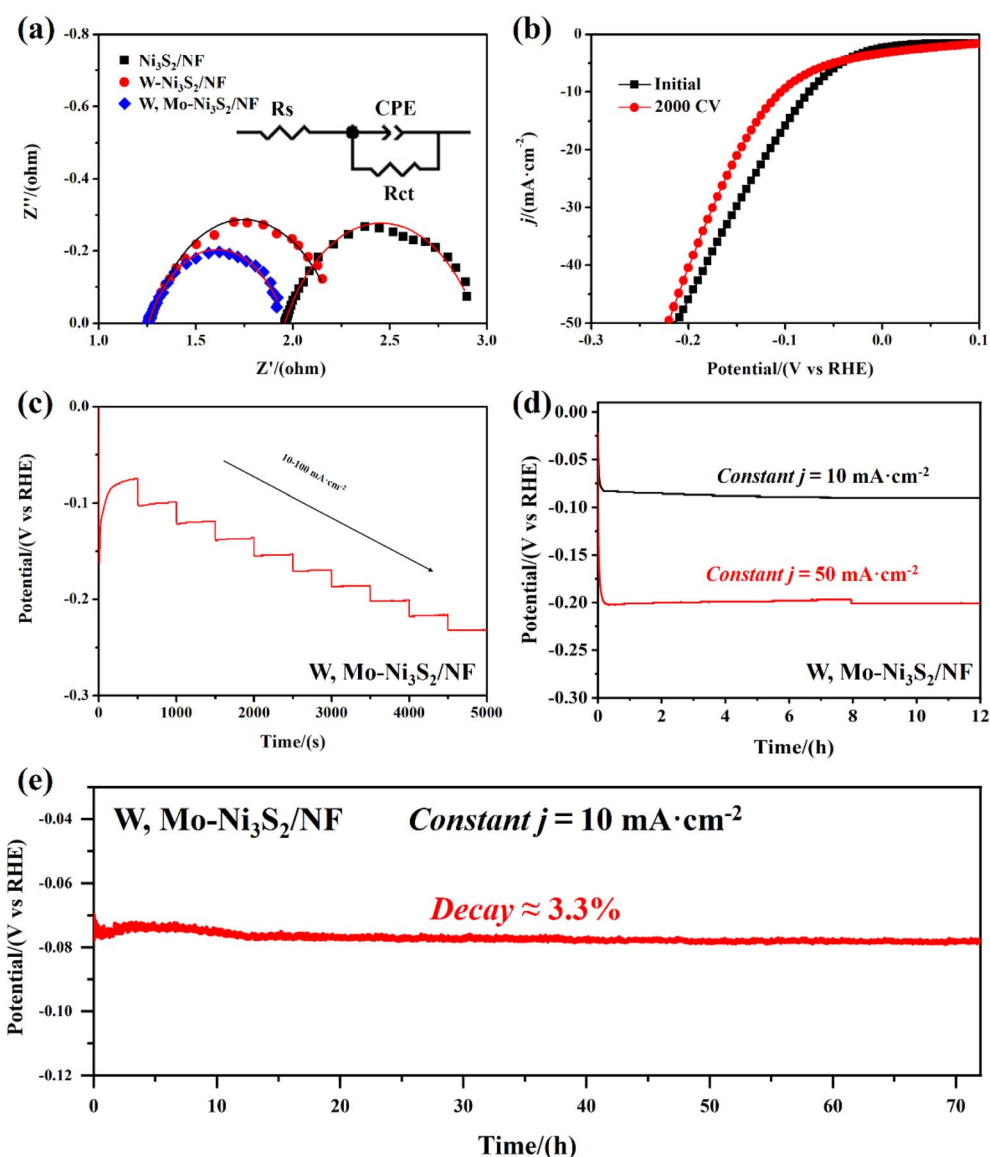 (a)
-0.8
-0.6
-0.4
-0.2
0.0
Z''/(ohm)
Ni₃S₂/NF
W-Ni₃S₂/NF
W, Mo-Ni₃S₂/NF
Rs
CPE
Rct
1.0 1.5 2.0 2.5 3.0
Z'/(ohm)
(b)
0
-10
-20
-30
-40
-50
j/(mA·cm⁻²)
Initial
2000 CV
-0.3 -0.2 -0.1 0.0 0.1
Potential/(V vs RHE)
(c)
0.0
-0.1
-0.2
-0.3
Potential/(V vs RHE)
10-100 mA·cm⁻²
W, Mo-Ni₃S₂/NF
0 1000 2000 3000 4000 5000
Time/(s)
(d)
0.00
-0.05
-0.10
-0.15
-0.20
-0.25
-0.30
Potential/(V vs RHE)
Constant j = 10 mA·cm⁻²
Constant j = 50 mA·cm⁻²
W, Mo-Ni₃S₂/NF
0 2 4 6 8 10 12
Time/(h)
(e)
-0.04
-0.06
-0.08
-0.10
-0.12
Potential/(V vs RHE)
W, Mo-Ni₃S₂/NF Constant j = 10 mA·cm⁻²
Decay ≈ 3.3%
0 10 20 30 40 50 60 70
Time/(h)